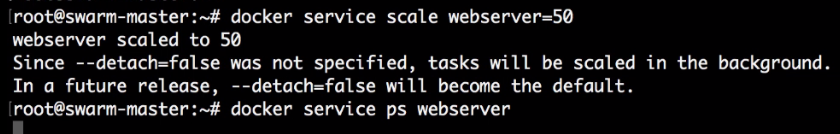 [root@swarm-master:~# docker service scale webserver=50
webserver scaled to 50
Since --detach=false was not specified, tasks will be scaled in the background.
In a future release, --detach=false will become the default.
[root@swarm-master:~# docker service ps webserver